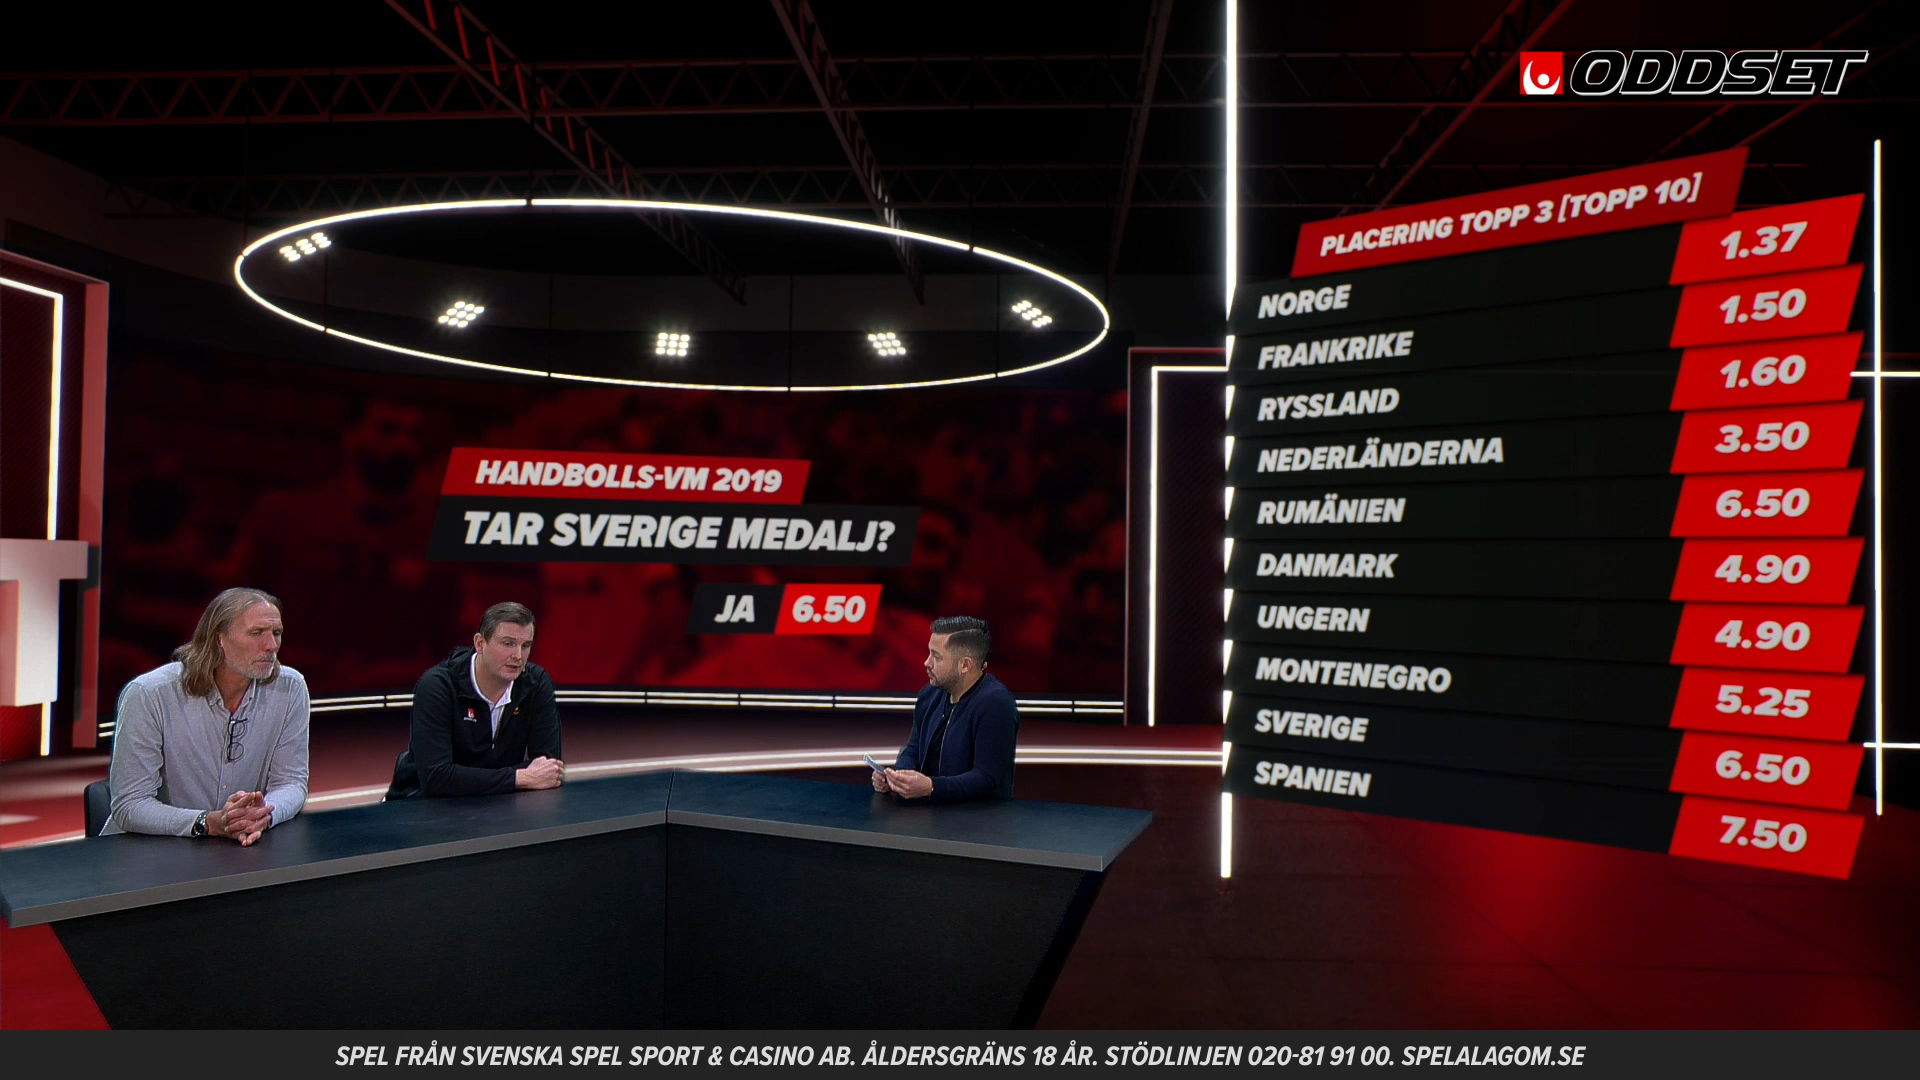 ODDSET
PLACERING TOPP 3 [TOPP 10]
NORGE 1.37
FRANKRIKE 1.50
RYSSLAND 1.60
NEDERLÄNDERNA 3.50
RUMÄNIEN 6.50
DANMARK 4.90
UNGERN 4.90
MONTENEGRO 5.25
SVERIGE 6.50
SPANIEN 7.50
HANDBOLLS-VM 2019
TAR SVERIGE MEDALJ?
JA 6.50
T
SPEL FRÅN SVENSKA SPEL SPORT & CASINO AB. ÅLDERSGRÄNS 18 ÅR. STÖDLINJEN 020-81 91 00. SPELALAGOM.SE